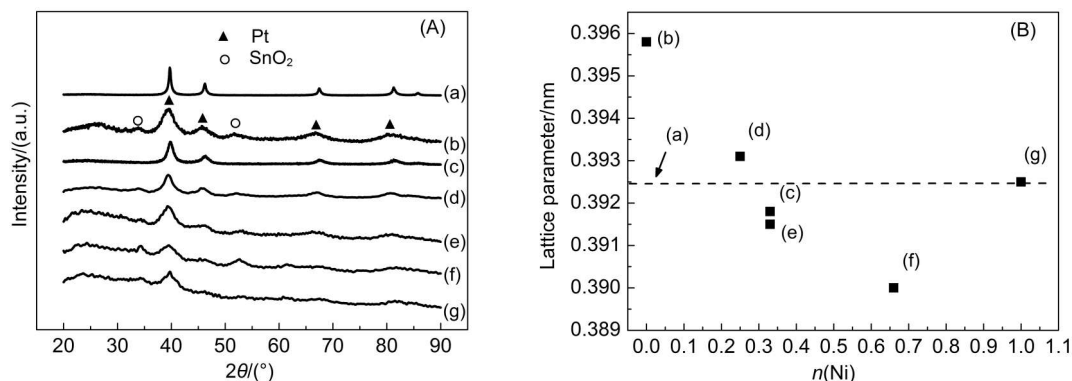 (A)
▲ Pt
○ SnO₂
Intensity/(a.u.)
(a)
(b)
(c)
(d)
(e)
(f)
(g)
20 30 40 50 60 70 80 90
2θ/(°)
(B)
Lattice parameter/nm
0.396
0.395
0.394
0.393
0.392
0.391
0.390
0.389
(b)
(a)
(d)
(g)
(c)
(e)
(f)
0.0 0.1 0.2 0.3 0.4 0.5 0.6 0.7 0.8 0.9 1.0 1.1
n(Ni)